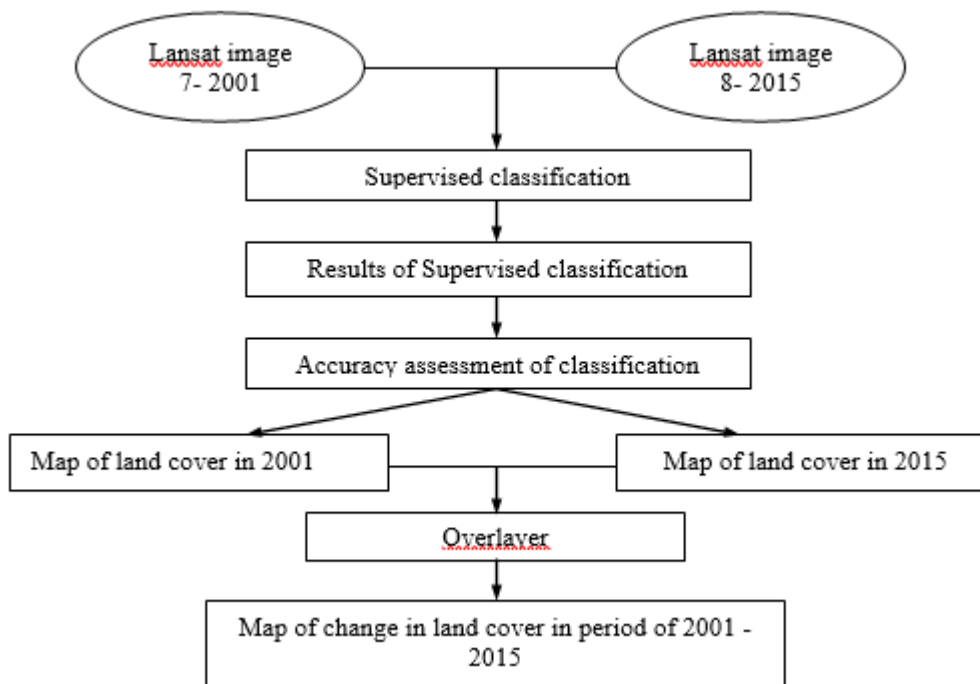 Lansat image
7- 2001
Lansat image
8- 2015
Supervised classification
Results of Supervised classification
Accuracy assessment of classification
Map of land cover in 2001
Map of land cover in 2015
Overlayer
Map of change in land cover in period of 2001 -
2015